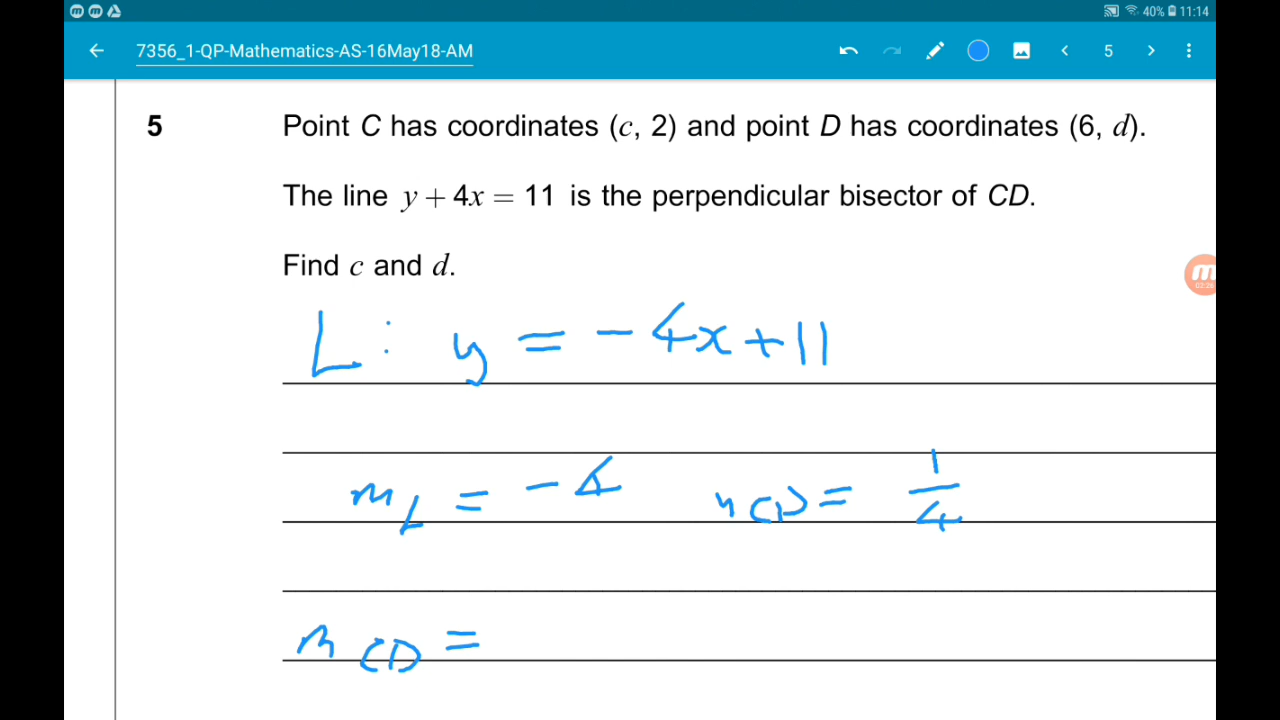 40% 11:14
7356_1-QP-Mathematics-AS-16May18-AM 5
5 Point C has coordinates (c, 2) and point D has coordinates (6, d).
The line y + 4x = 11 is the perpendicular bisector of CD.
Find c and d.
L: y = -4x + 11
m_L = -4 m_CD = 1/4
m_CD =